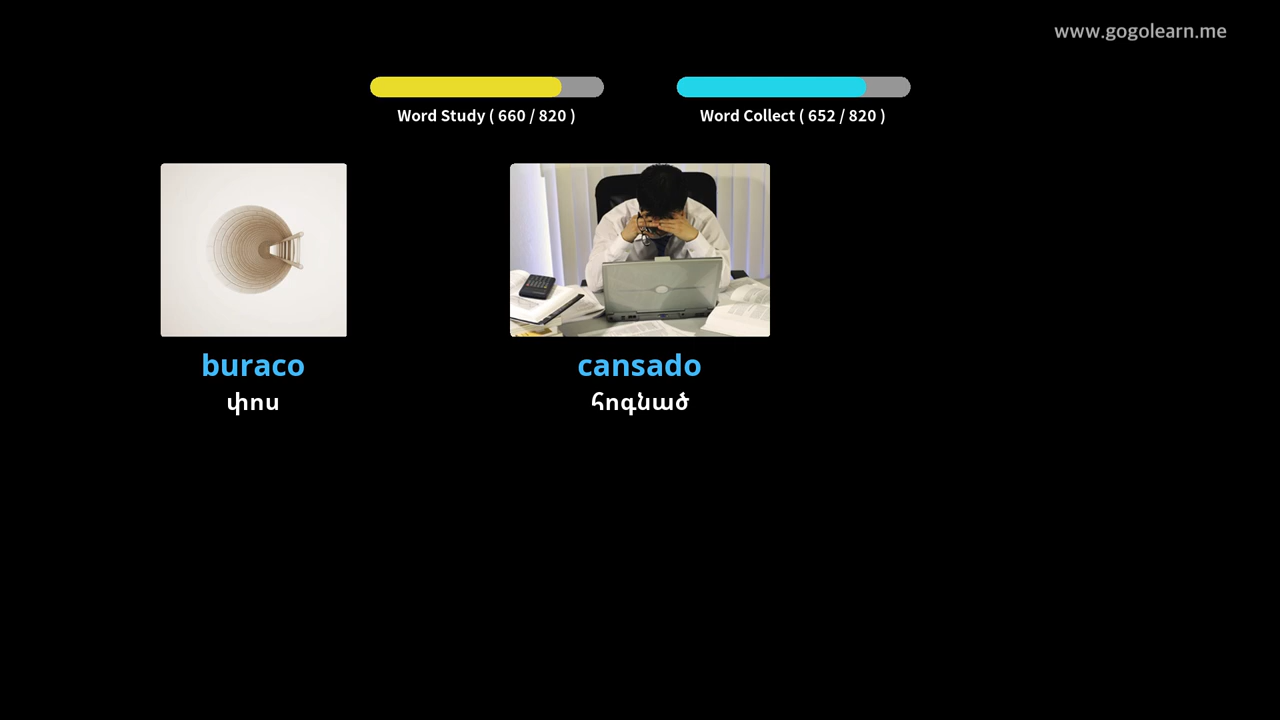 www.gogolearn.me
Word Study ( 660 / 820 )
Word Collect ( 652 / 820 )
buraco
փոս
cansado
հոգնած